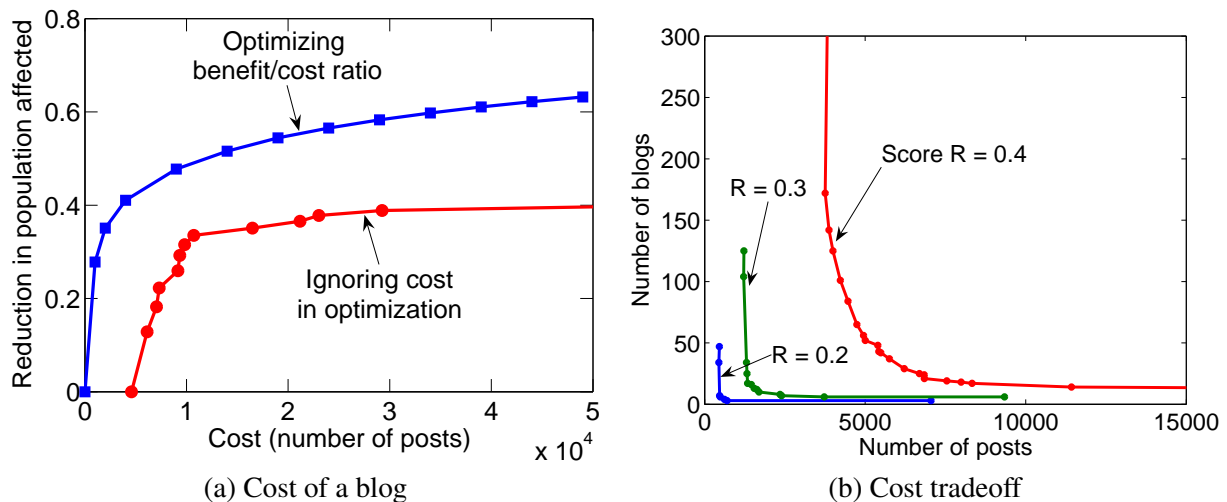 0.8
0.6
0.4
0.2
0
Reduction in population affected
Optimizing
benefit/cost ratio
Ignoring cost
in optimization
0 1 2 3 4 5
Cost (number of posts)
x 10^4
(a) Cost of a blog
300
250
200
150
100
50
0
Number of blogs
Score R = 0.4
R = 0.3
R = 0.2
0 5000 10000 15000
Number of posts
(b) Cost tradeoff